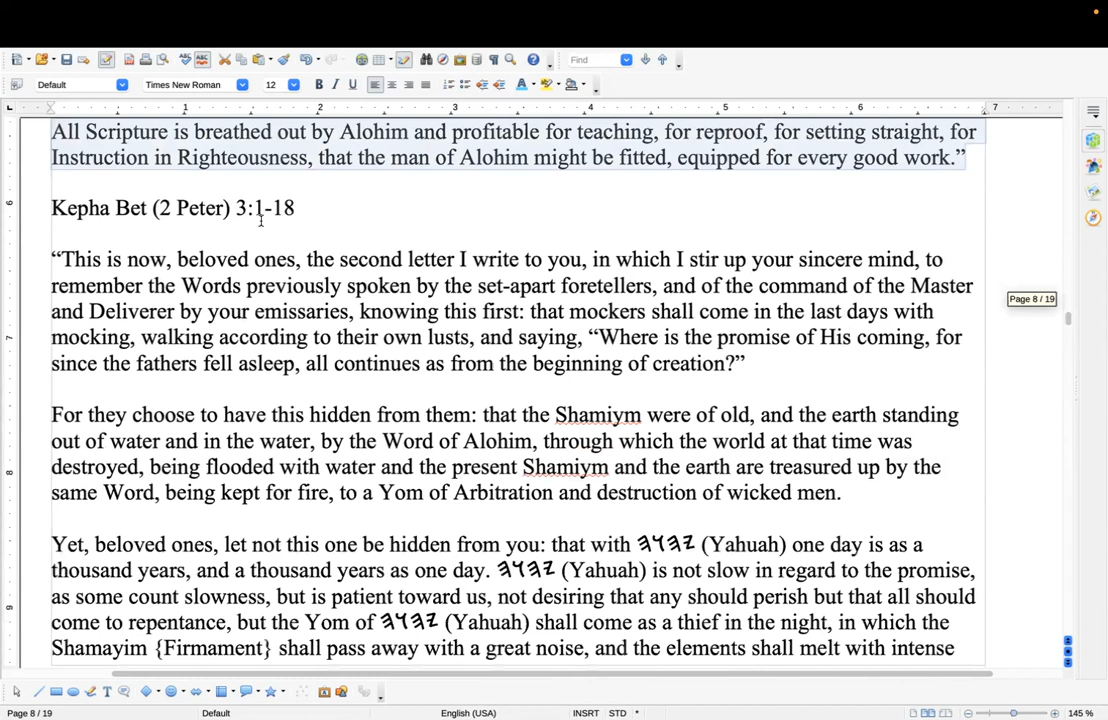 Find
Default
Times New Roman
12
1 2 3 4 5 6 7
All Scripture is breathed out by Alohim and profitable for teaching, for reproof, for setting straight, for
Instruction in Righteousness, that the man of Alohim might be fitted, equipped for every good work.”
Kepha Bet (2 Peter) 3:1-18
“This is now, beloved ones, the second letter I write to you, in which I stir up your sincere mind, to
remember the Words previously spoken by the set-apart foretellers, and of the command of the Master
and Deliverer by your emissaries, knowing this first: that mockers shall come in the last days with
mocking, walking according to their own lusts, and saying, “Where is the promise of His coming, for
since the fathers fell asleep, all continues as from the beginning of creation?”
For they choose to have this hidden from them: that the Shamiym were of old, and the earth standing
out of water and in the water, by the Word of Alohim, through which the world at that time was
destroyed, being flooded with water and the present Shamiym and the earth are treasured up by the
same Word, being kept for fire, to a Yom of Arbitration and destruction of wicked men.
Yet, beloved ones, let not this one be hidden from you: that with 𐤄𐤅𐤄𐤉 (Yahuah) one day is as a
thousand years, and a thousand years as one day. 𐤄𐤅𐤄𐤉 (Yahuah) is not slow in regard to the promise,
as some count slowness, but is patient toward us, not desiring that any should perish but that all should
come to repentance, but the Yom of 𐤄𐤅𐤄𐤉 (Yahuah) shall come as a thief in the night, in which the
Shamayim {Firmament} shall pass away with a great noise, and the elements shall melt with intense
6
7
8
9
Page 8 / 19
Page 8 / 19
Default
English (USA)
INSRT
STD
*
145 %